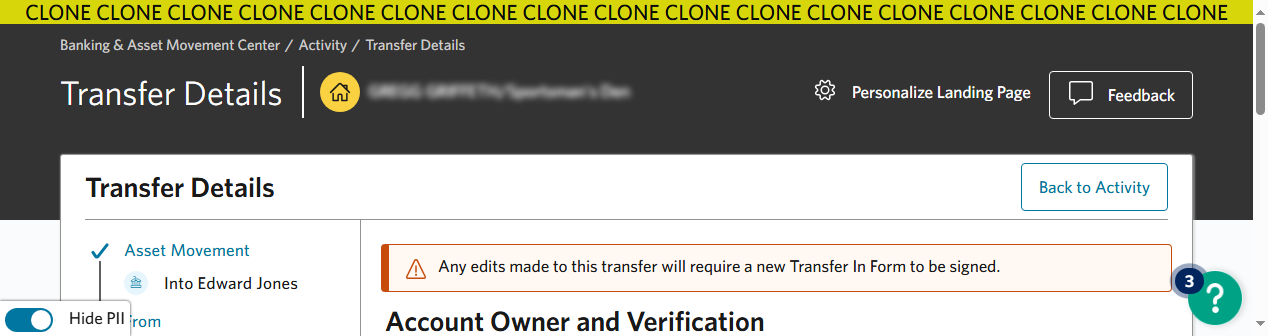 CLONE CLONE CLONE CLONE CLONE CLONE CLONE CLONE CLONE CLONE CLONE CLONE CLONE CLONE CLONE CLONE CLONE
Banking & Asset Movement Center / Activity / Transfer Details
Transfer Details
Personalize Landing Page
Feedback
Transfer Details
Back to Activity
Asset Movement
Into Edward Jones
Any edits made to this transfer will require a new Transfer In Form to be signed.
3
?
Hide PII
From
Account Owner and Verification